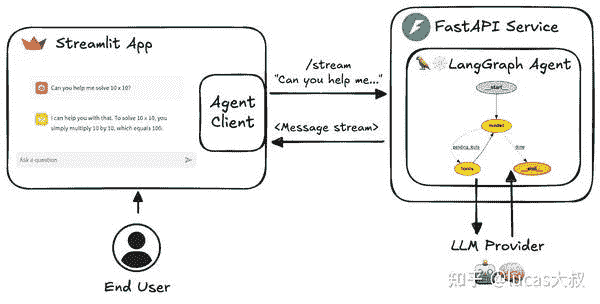 Streamlit App
Can you help me solve 10 x 10?
I can help you with that. To solve 10 x 10, you
simply multiply 10 by 10, which equals 100.
Ask a question
Agent
Client
End User
/stream
"Can you help me..."
<Message stream>
FastAPI Service
LangGraph Agent
start
model
pending_tools
done
tools
end
LLM Provider
知乎 @lucas大叔